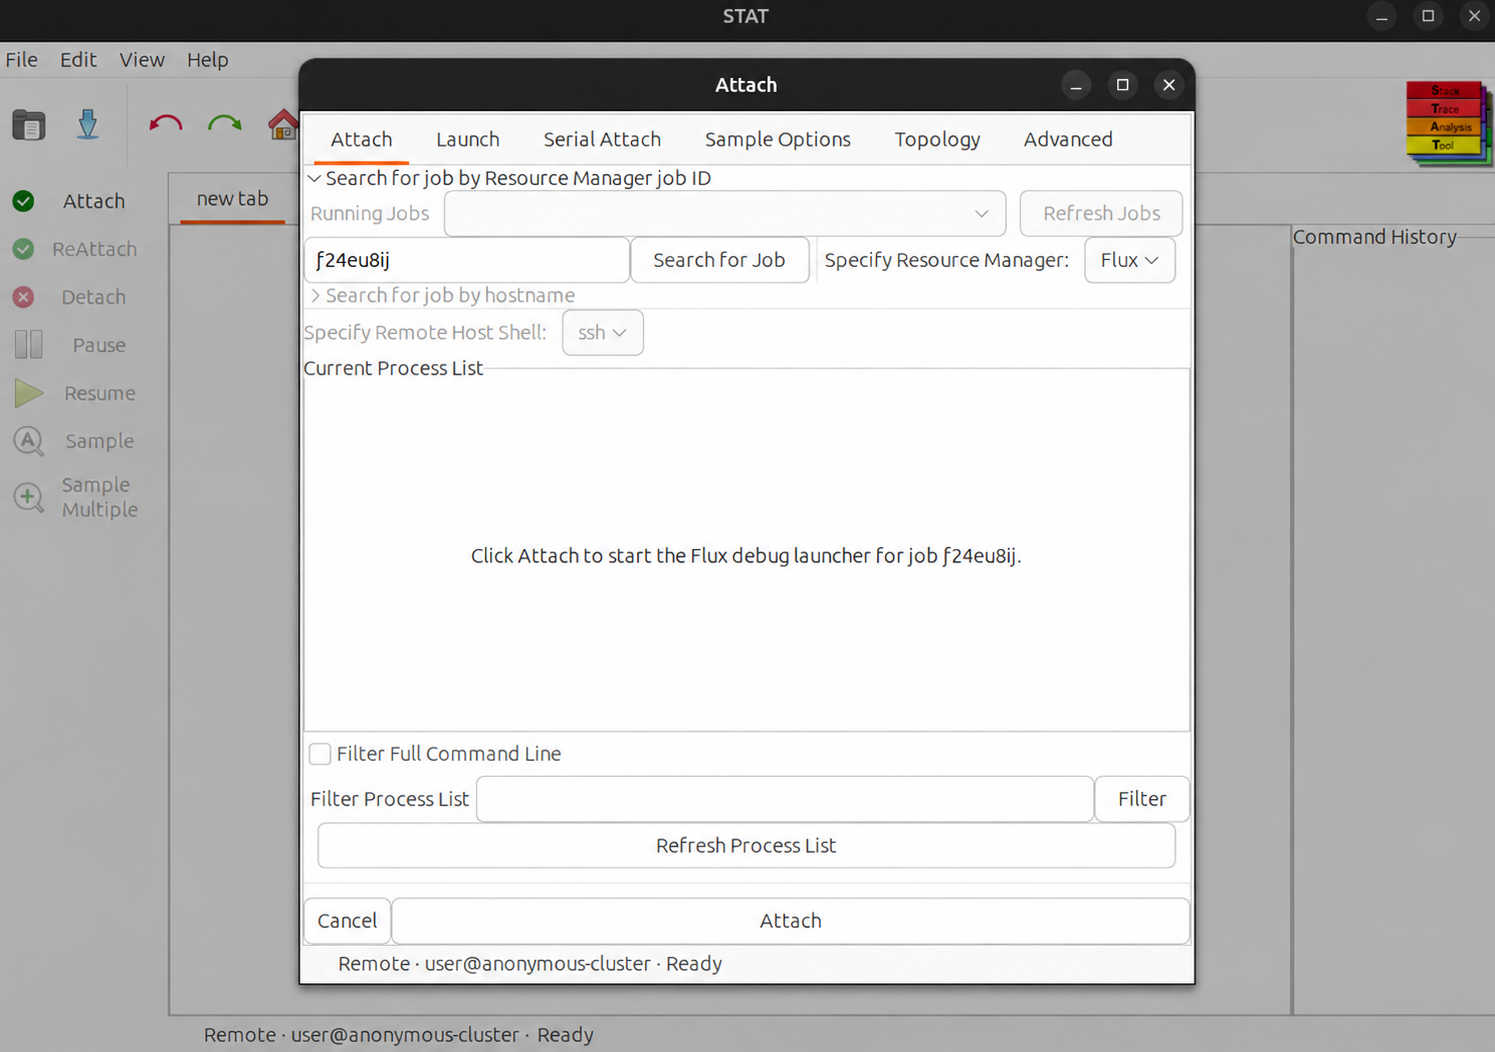 STAT
File Edit View Help
Attach
Stack
Trace
Analysis
Tool
Attach Launch Serial Attach Sample Options Topology Advanced
Search for job by Resource Manager job ID
Running Jobs Refresh Jobs
ƒ24eu8ij Search for Job Specify Resource Manager: Flux
Search for job by hostname
Specify Remote Host Shell: ssh
Current Process List
Click Attach to start the Flux debug launcher for job ƒ24eu8ij.
Filter Full Command Line
Filter Process List Filter
Refresh Process List
Cancel Attach
Remote · user@anonymous-cluster · Ready
Attach
ReAttach
Detach
Pause
Resume
Sample
Sample
Multiple
new tab
Command History
Remote · user@anonymous-cluster · Ready